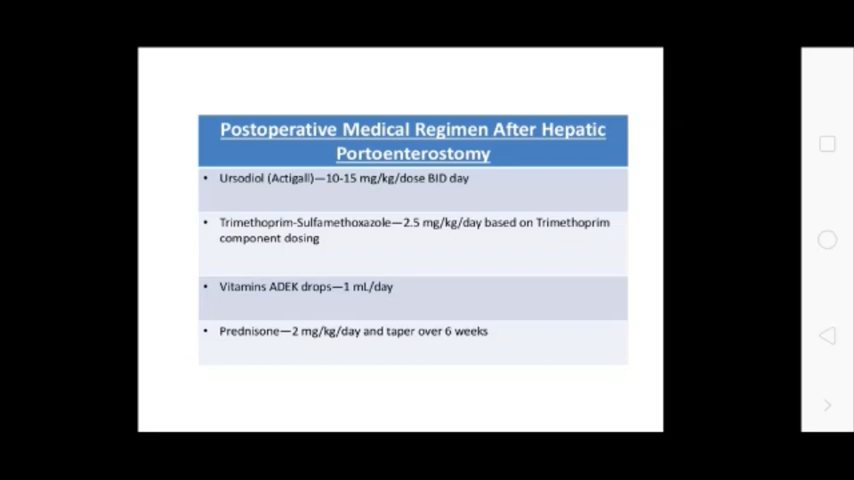 Postoperative Medical Regimen After Hepatic
Portoenterostomy
• Ursodiol (Actigall)—10-15 mg/kg/dose BID day
• Trimethoprim-Sulfamethoxazole—2.5 mg/kg/day based on Trimethoprim
component dosing
• Vitamins ADEK drops—1 mL/day
• Prednisone—2 mg/kg/day and taper over 6 weeks